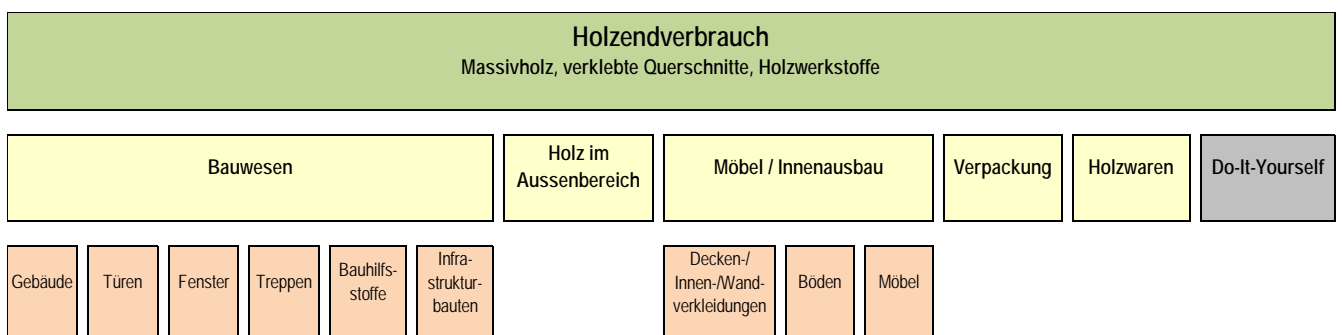 Holzendverbrauch
Massivholz, verklebte Querschnitte, Holzwerkstoffe
Bauwesen
Holz im
Aussenbereich
Möbel / Innenausbau
Verpackung
Holzwaren
Do-It-Yourself
Gebäude
Türen
Fenster
Treppen
Bauhilfs-
stoffe
Infra-
struktur-
bauten
Decken-/
Innen-/Wand-
verkleidungen
Böden
Möbel